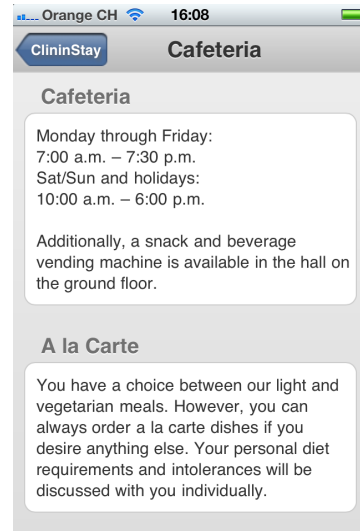 Orange CH 16:08
ClininStay Cafeteria
Cafeteria
Monday through Friday:
7:00 a.m. – 7:30 p.m.
Sat/Sun and holidays:
10:00 a.m. – 6:00 p.m.
Additionally, a snack and beverage
vending machine is available in the hall on
the ground floor.
A la Carte
You have a choice between our light and
vegetarian meals. However, you can
always order a la carte dishes if you
desire anything else. Your personal diet
requirements and intolerances will be
discussed with you individually.